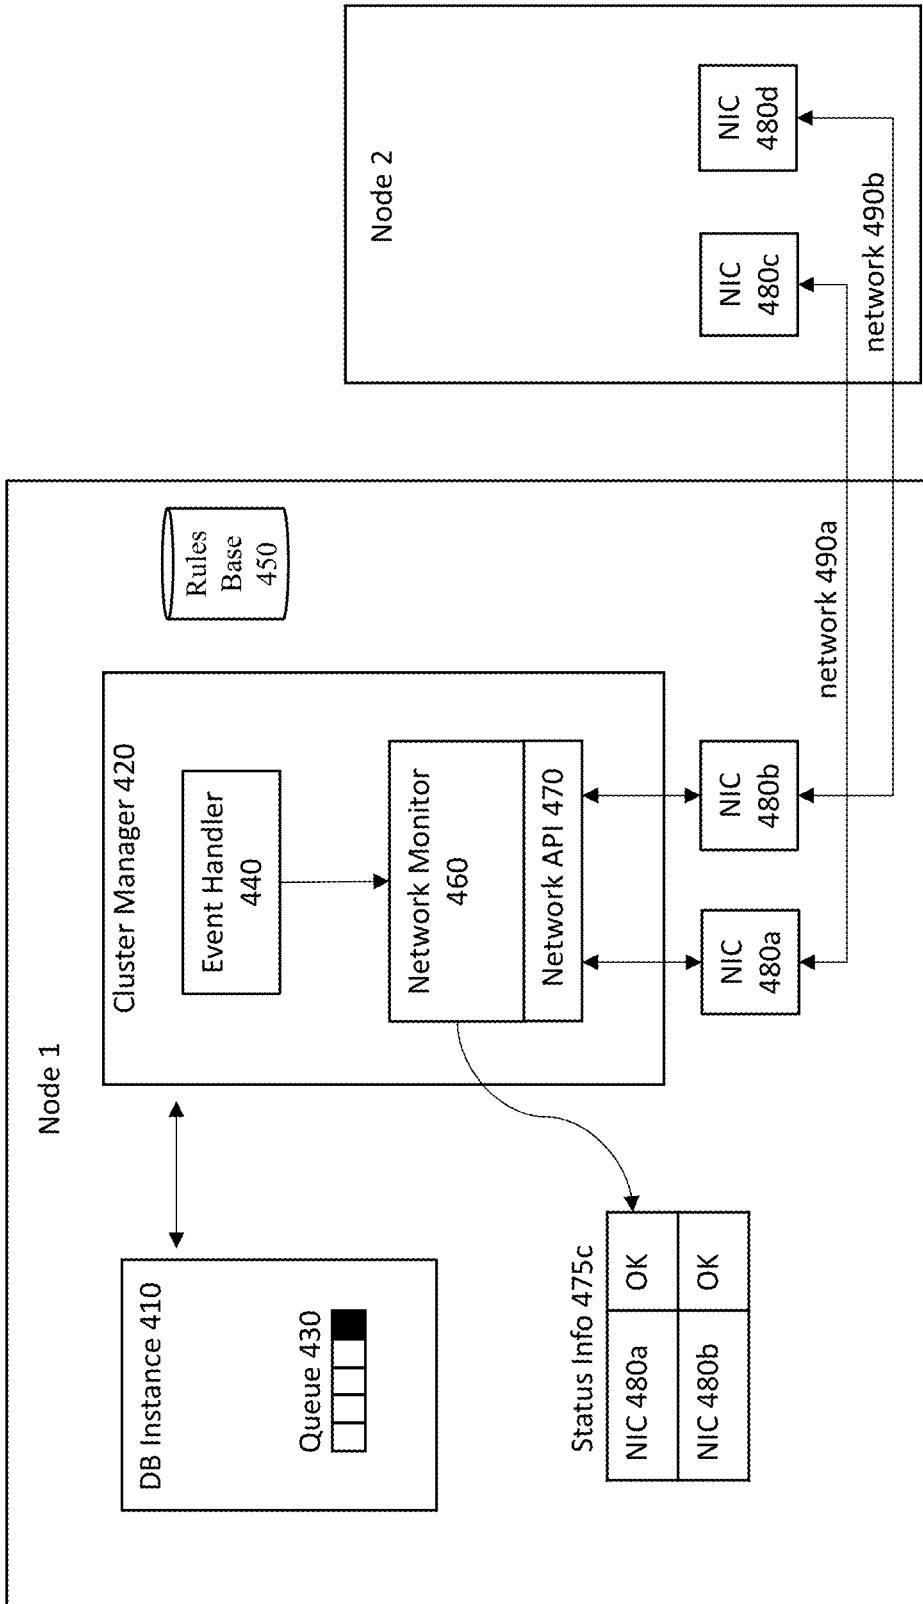 Node 1
DB Instance 410
Queue 430
Cluster Manager 420
Event Handler
440
Rules
Base
450
Network Monitor
460
Network API 470
Status Info 475c
NIC 480a
OK
NIC 480b
OK
NIC
480a
NIC
480b
network 490a
Node 2
NIC
480c
NIC
480d
network 490b